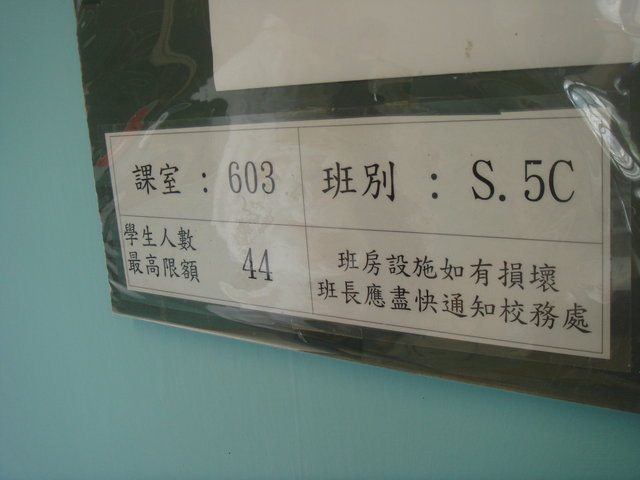 課室 : 603
班別 : S.5C
學生人數
最高限額 44
班房設施如有損壞
班長應盡快通知校務處